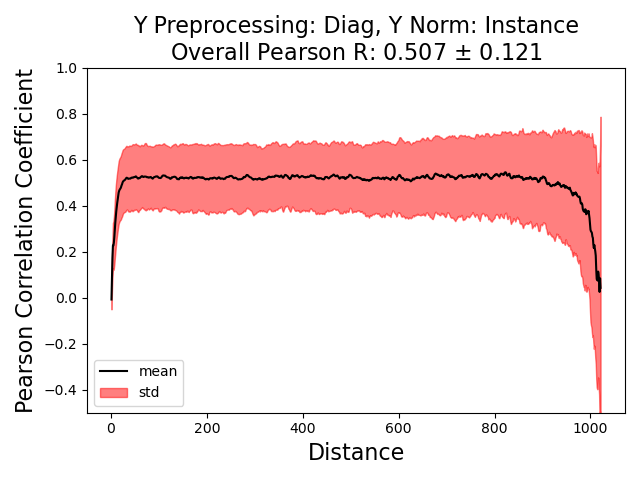 Y Preprocessing: Diag, Y Norm: Instance
Overall Pearson R: 0.507 ± 0.121
Pearson Correlation Coefficient
1.0
0.8
0.6
0.4
0.2
0.0
−0.2
−0.4
mean
std
0 200 400 600 800 1000
Distance